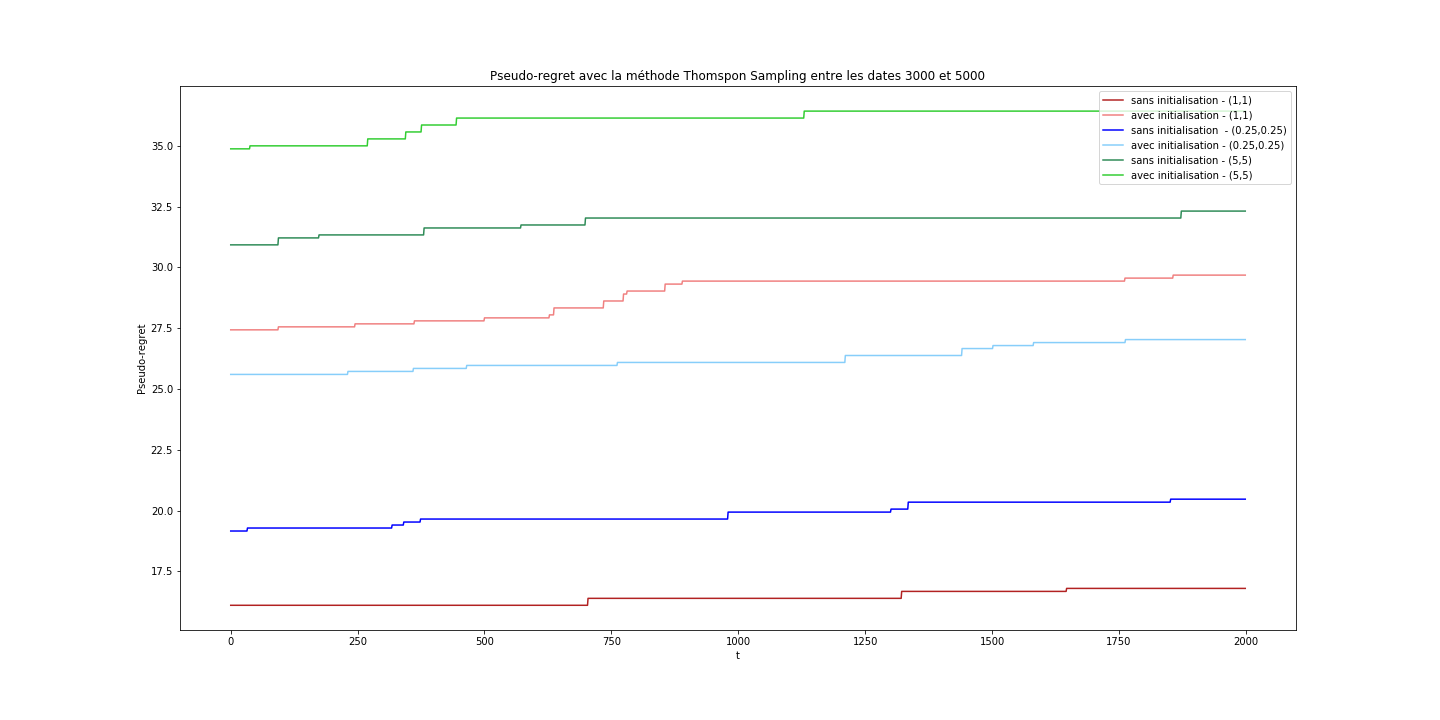 Pseudo-regret avec la méthode Thomspon Sampling entre les dates 3000 et 5000
sans initialisation - (1,1)
avec initialisation - (1,1)
sans initialisation  - (0.25,0.25)
avec initialisation - (0.25,0.25)
sans initialisation - (5,5)
avec initialisation - (5,5)
35.0
32.5
30.0
27.5
25.0
22.5
20.0
17.5
Pseudo-regret
0 250 500 750 1000 1250 1500 1750 2000
t